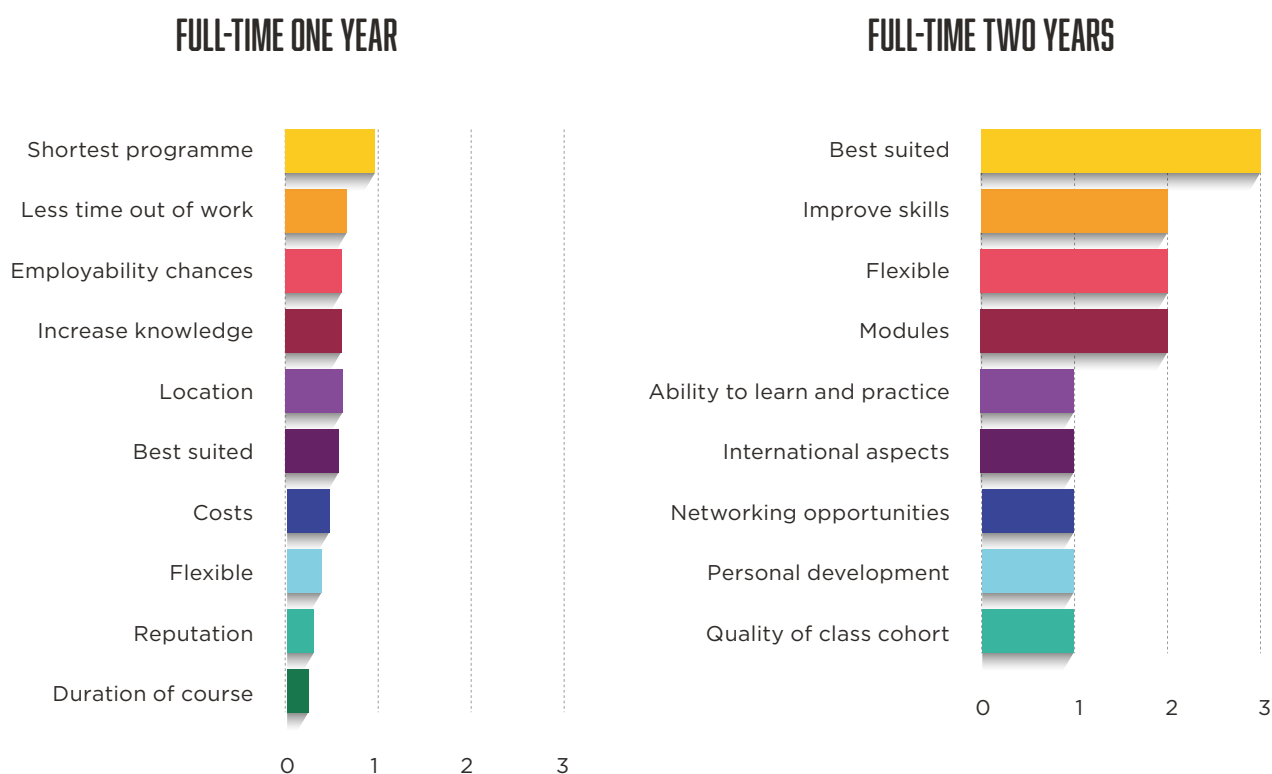 FULL-TIME ONE YEAR
Shortest programme
Less time out of work
Employability chances
Increase knowledge
Location
Best suited
Costs
Flexible
Reputation
Duration of course
0 1 2 3
FULL-TIME TWO YEARS
Best suited
Improve skills
Flexible
Modules
Ability to learn and practice
International aspects
Networking opportunities
Personal development
Quality of class cohort
0 1 2 3